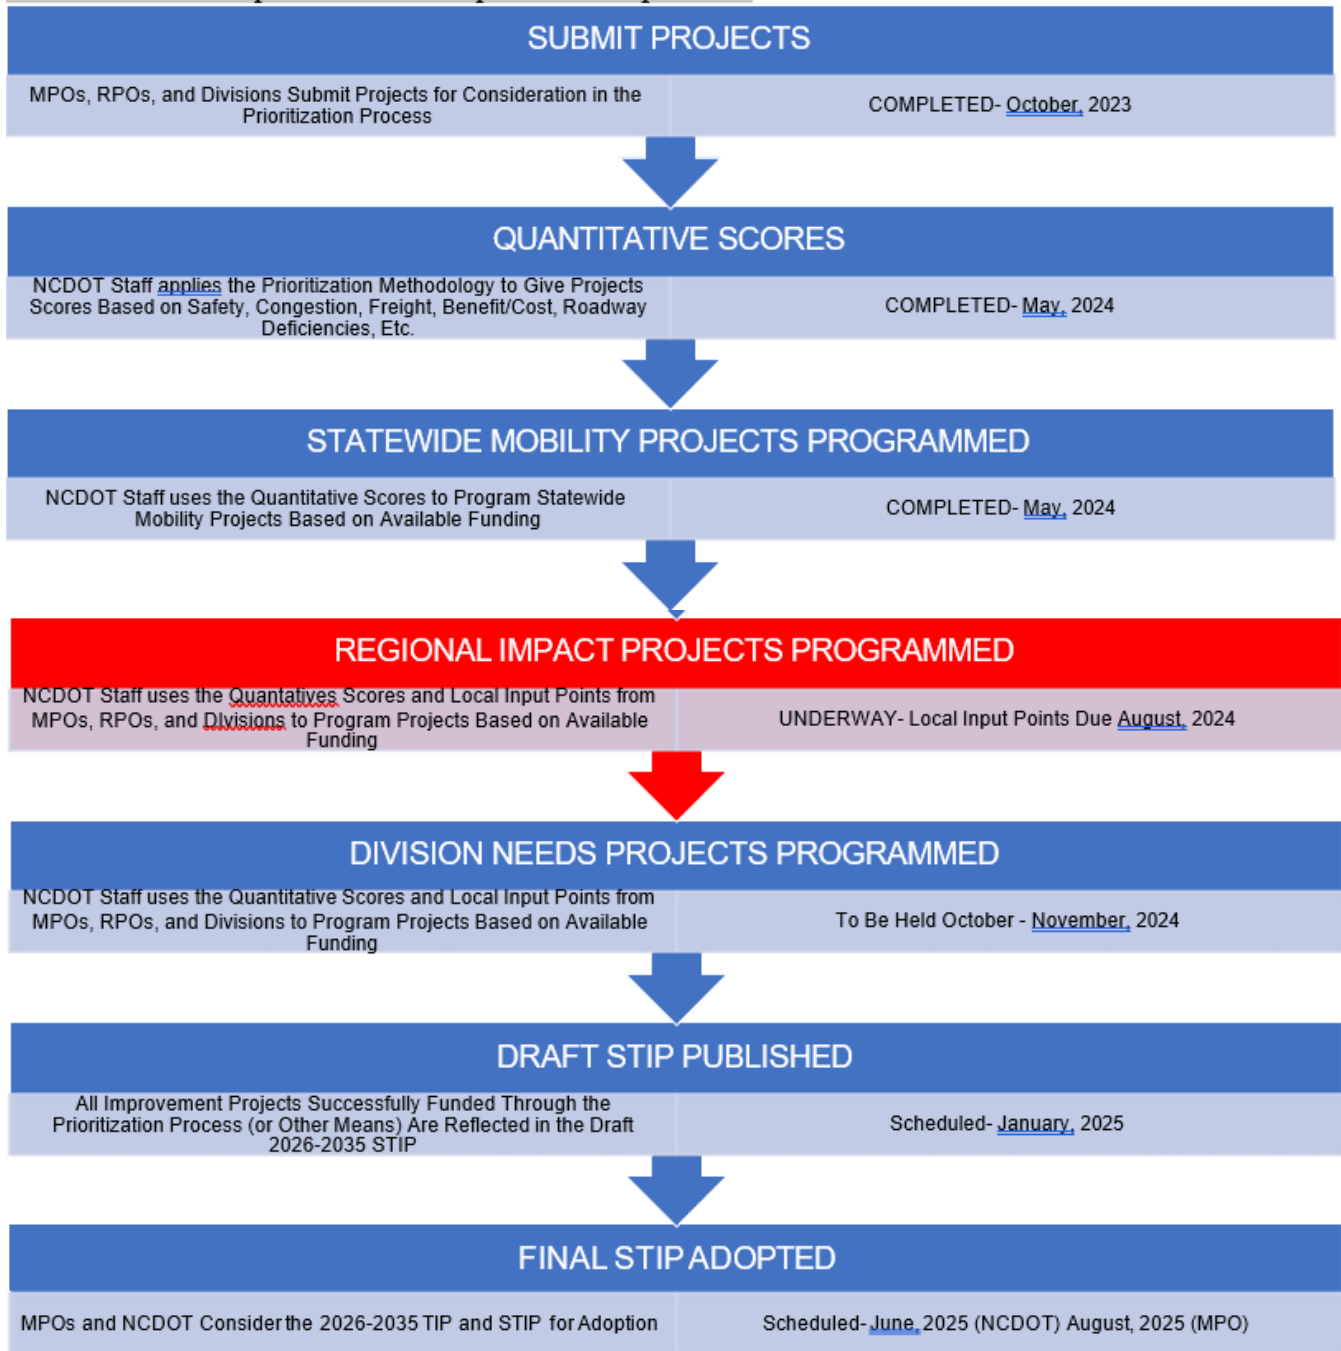 SUBMIT PROJECTS
MPOs, RPOs, and Divisions Submit Projects for Consideration in the
Prioritization Process
COMPLETED- October, 2023
QUANTITATIVE SCORES
NCDOT Staff applies the Prioritization Methodology to Give Projects
Scores Based on Safety, Congestion, Freight, Benefit/Cost, Roadway
Deficiencies, Etc.
COMPLETED- May, 2024
STATEWIDE MOBILITY PROJECTS PROGRAMMED
NCDOT Staff uses the Quantitative Scores to Program Statewide
Mobility Projects Based on Available Funding
COMPLETED- May, 2024
REGIONAL IMPACT PROJECTS PROGRAMMED
NCDOT Staff uses the Quantatives Scores and Local Input Points from
MPOs, RPOs, and DIvisions to Program Projects Based on Available
Funding
UNDERWAY- Local Input Points Due August, 2024
DIVISION NEEDS PROJECTS PROGRAMMED
NCDOT Staff uses the Quantitative Scores and Local Input Points from
MPOs, RPOs, and Divisions to Program Projects Based on Available
Funding
To Be Held October - November, 2024
DRAFT STIP PUBLISHED
All Improvement Projects Successfully Funded Through the
Prioritization Process (or Other Means) Are Reflected in the Draft
2026-2035 STIP
Scheduled- January, 2025
FINAL STIP ADOPTED
MPOs and NCDOT Consider the 2026-2035 TIP and STIP for Adoption
Scheduled- June, 2025 (NCDOT) August, 2025 (MPO)